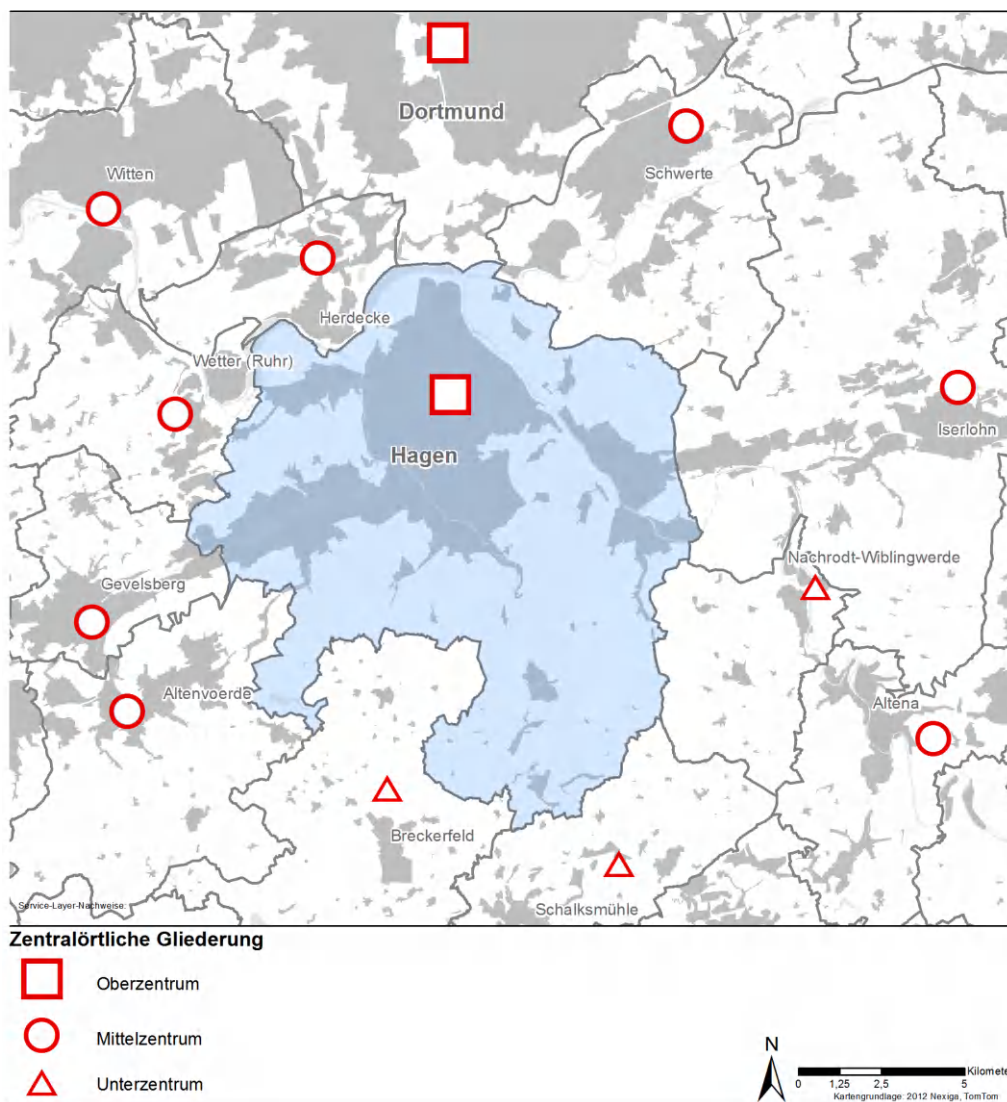 Dortmund
Witten
Schwerte
Herdecke
Wetter (Ruhr)
Iserlohn
Hagen
Nachrodt-Wiblingwerde
Gevelsberg
Altenvoerde
Altena
Breckerfeld
Schalksmühle
Service-Layer-Nachweise:
Zentralörtliche Gliederung
Oberzentrum
Mittelzentrum
Unterzentrum
N
Kilomete
0 1,25 2,5 5
Kartengrundlage: 2012 Nexiga, TomTom